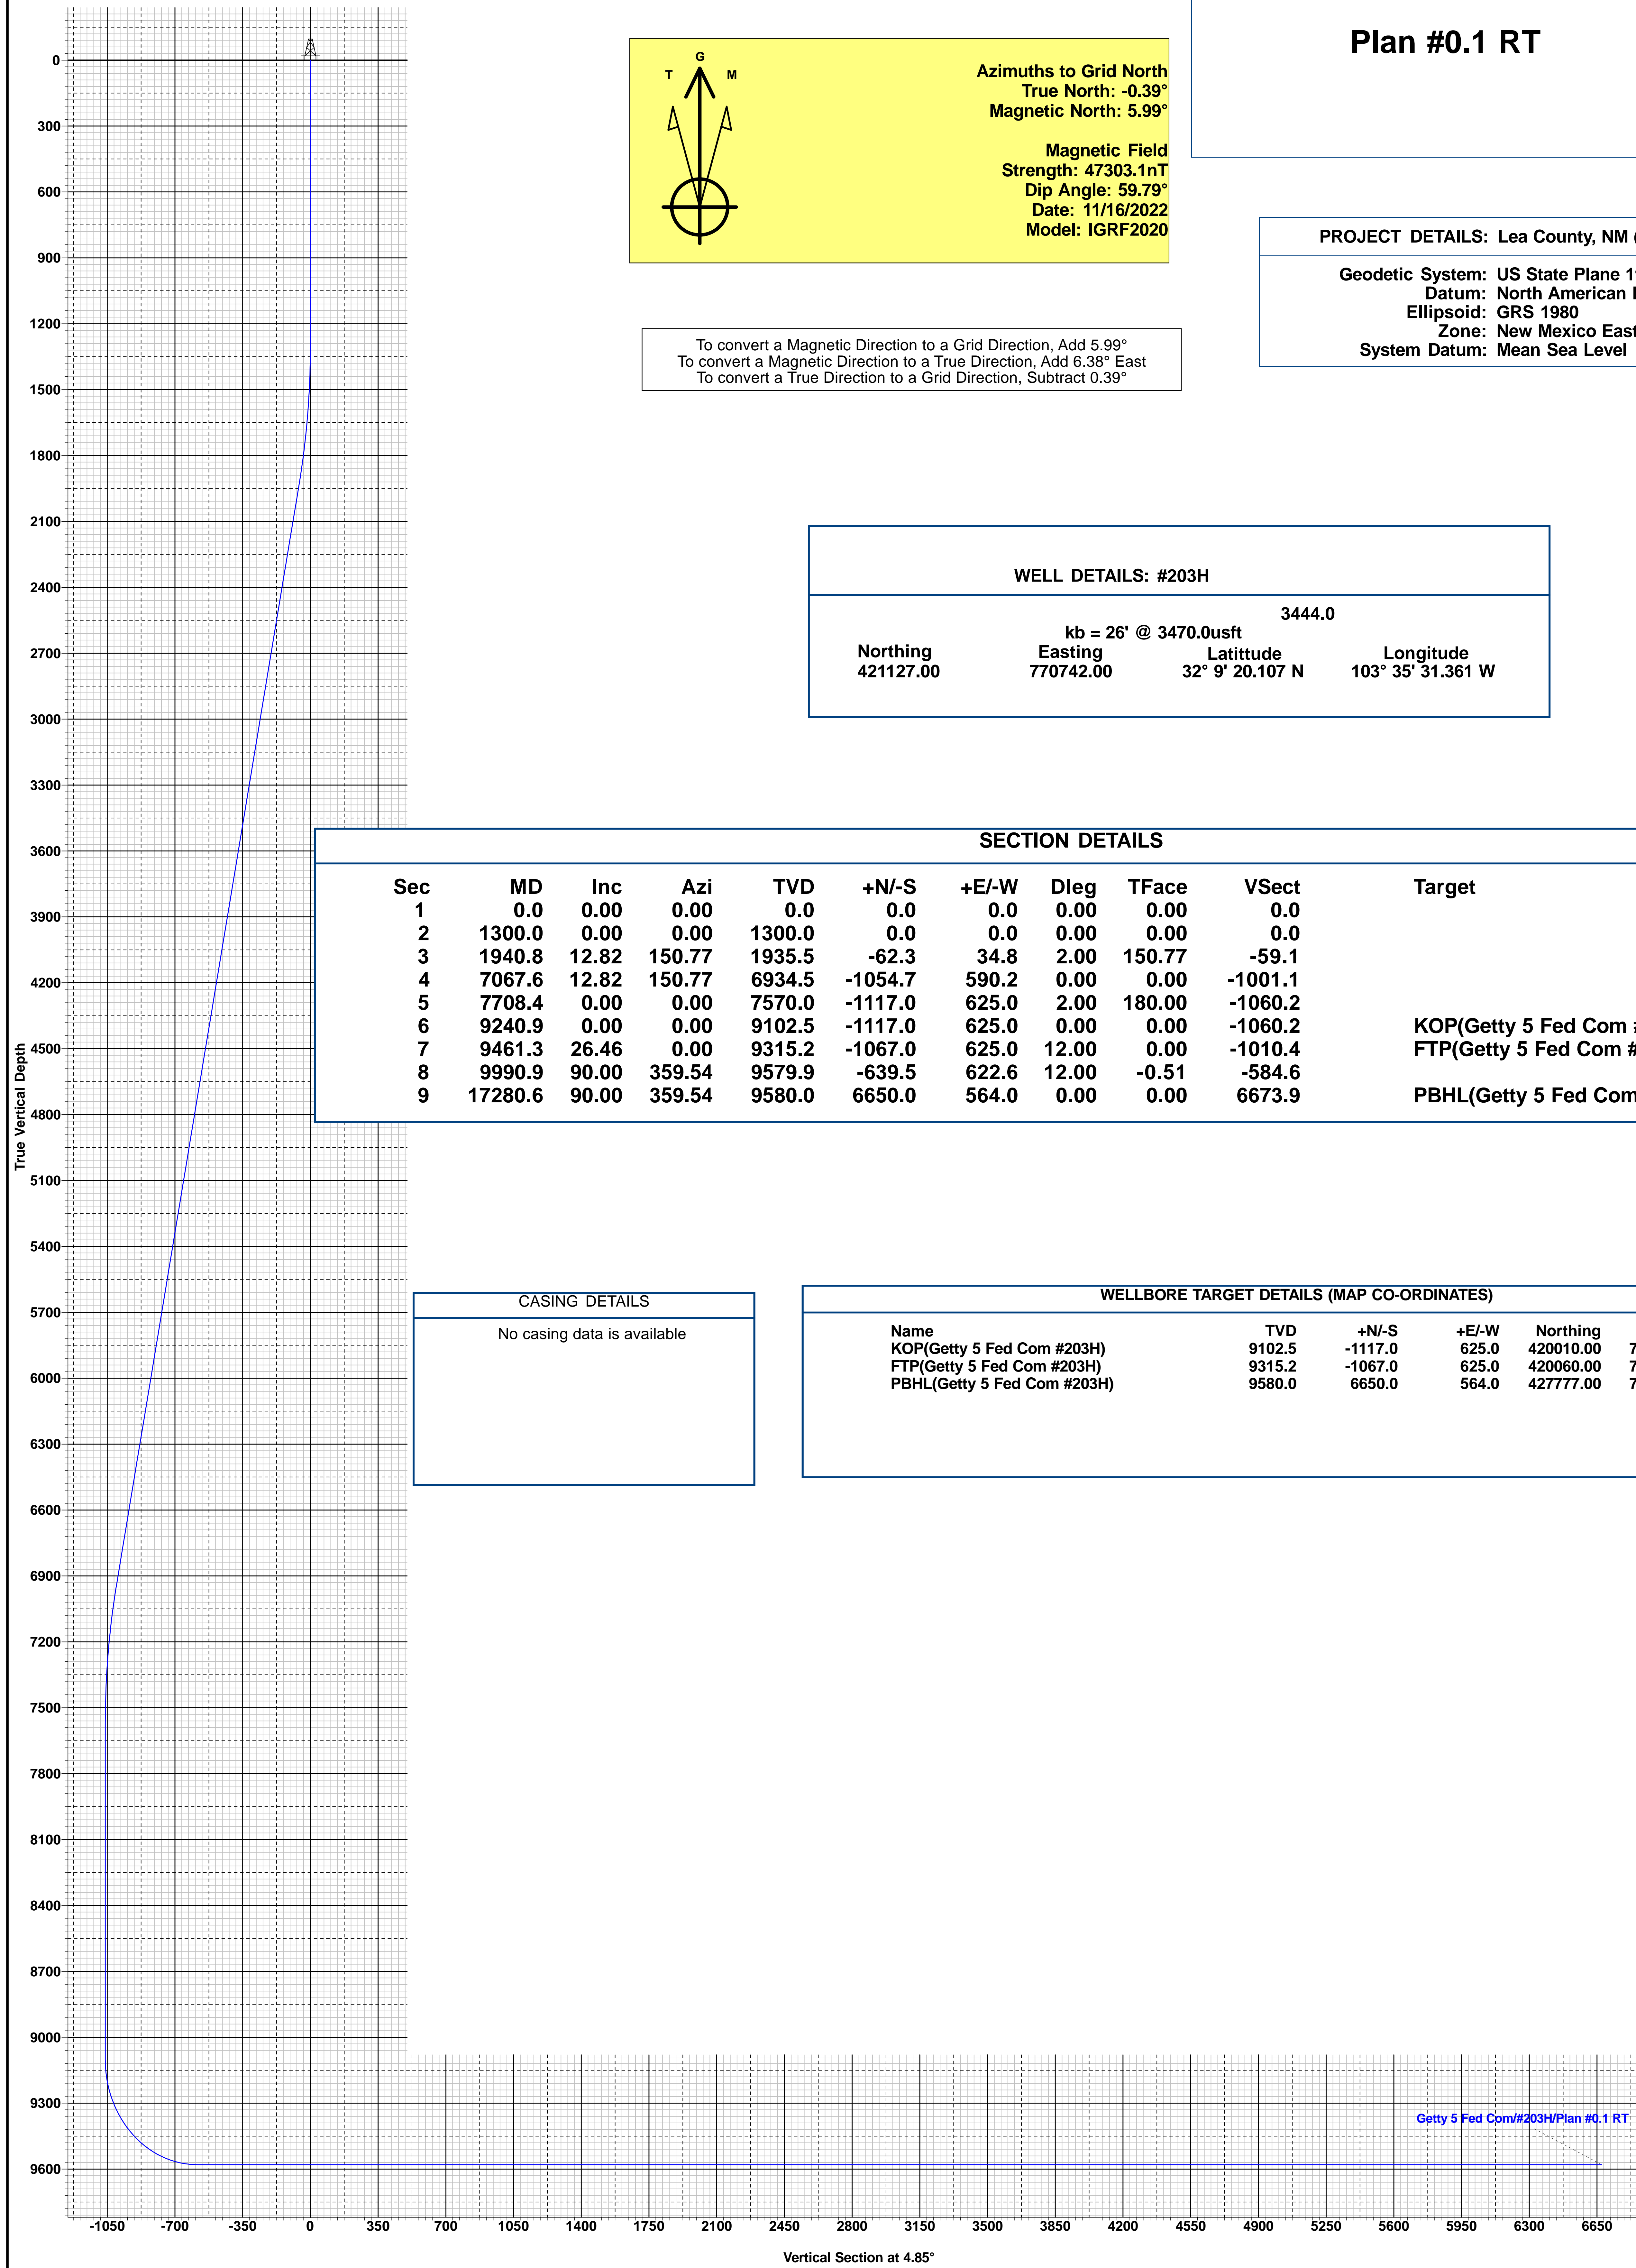 Plan #0.1 RT
G
T M
Azimuths to Grid North
True North: -0.39°
Magnetic North: 5.99°
Magnetic Field
Strength: 47303.1nT
Dip Angle: 59.79°
Date: 11/16/2022
Model: IGRF2020
PROJECT DETAILS: Lea County, NM (
Geodetic System: US State Plane 1
Datum: North American
Ellipsoid: GRS 1980
Zone: New Mexico East
System Datum: Mean Sea Level
To convert a Magnetic Direction to a Grid Direction, Add 5.99°
To convert a Magnetic Direction to a True Direction, Add 6.38° East
To convert a True Direction to a Grid Direction, Subtract 0.39°
WELL DETAILS: #203H
3444.0
kb = 26' @ 3470.0usft
Northing Easting Latittude Longitude
421127.00 770742.00 32° 9' 20.107 N 103° 35' 31.361 W
SECTION DETAILS
Sec MD Inc Azi TVD +N/-S +E/-W Dleg TFace VSect Target
1 0.0 0.00 0.00 0.0 0.0 0.0 0.00 0.00 0.0
2 1300.0 0.00 0.00 1300.0 0.0 0.0 0.00 0.00 0.0
3 1940.8 12.82 150.77 1935.5 -62.3 34.8 2.00 150.77 -59.1
4 7067.6 12.82 150.77 6934.5 -1054.7 590.2 0.00 0.00 -1001.1
5 7708.4 0.00 0.00 7570.0 -1117.0 625.0 2.00 180.00 -1060.2
6 9240.9 0.00 0.00 9102.5 -1117.0 625.0 0.00 0.00 -1060.2 KOP(Getty 5 Fed Com #
7 9461.3 26.46 0.00 9315.2 -1067.0 625.0 12.00 0.00 -1010.4 FTP(Getty 5 Fed Com #
8 9990.9 90.00 359.54 9579.9 -639.5 622.6 12.00 -0.51 -584.6
9 17280.6 90.00 359.54 9580.0 6650.0 564.0 0.00 0.00 6673.9 PBHL(Getty 5 Fed Com
CASING DETAILS
No casing data is available
WELLBORE TARGET DETAILS (MAP CO-ORDINATES)
Name TVD +N/-S +E/-W Northing
KOP(Getty 5 Fed Com #203H) 9102.5 -1117.0 625.0 420010.00 7
FTP(Getty 5 Fed Com #203H) 9315.2 -1067.0 625.0 420060.00 7
PBHL(Getty 5 Fed Com #203H) 9580.0 6650.0 564.0 427777.00 7
True Vertical Depth
0
300
600
900
1200
1500
1800
2100
2400
2700
3000
3300
3600
3900
4200
4500
4800
5100
5400
5700
6000
6300
6600
6900
7200
7500
7800
8100
8400
8700
9000
9300
9600
Getty 5 Fed Com/#203H/Plan #0.1 RT
-1050 -700 -350 0 350 700 1050 1400 1750 2100 2450 2800 3150 3500 3850 4200 4550 4900 5250 5600 5950 6300 6650
Vertical Section at 4.85°